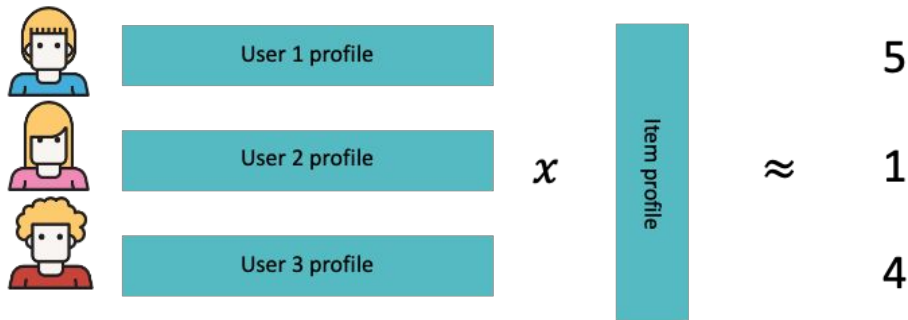 User 1 profile
5
User 2 profile
x
Item profile
≈
1
User 3 profile
4